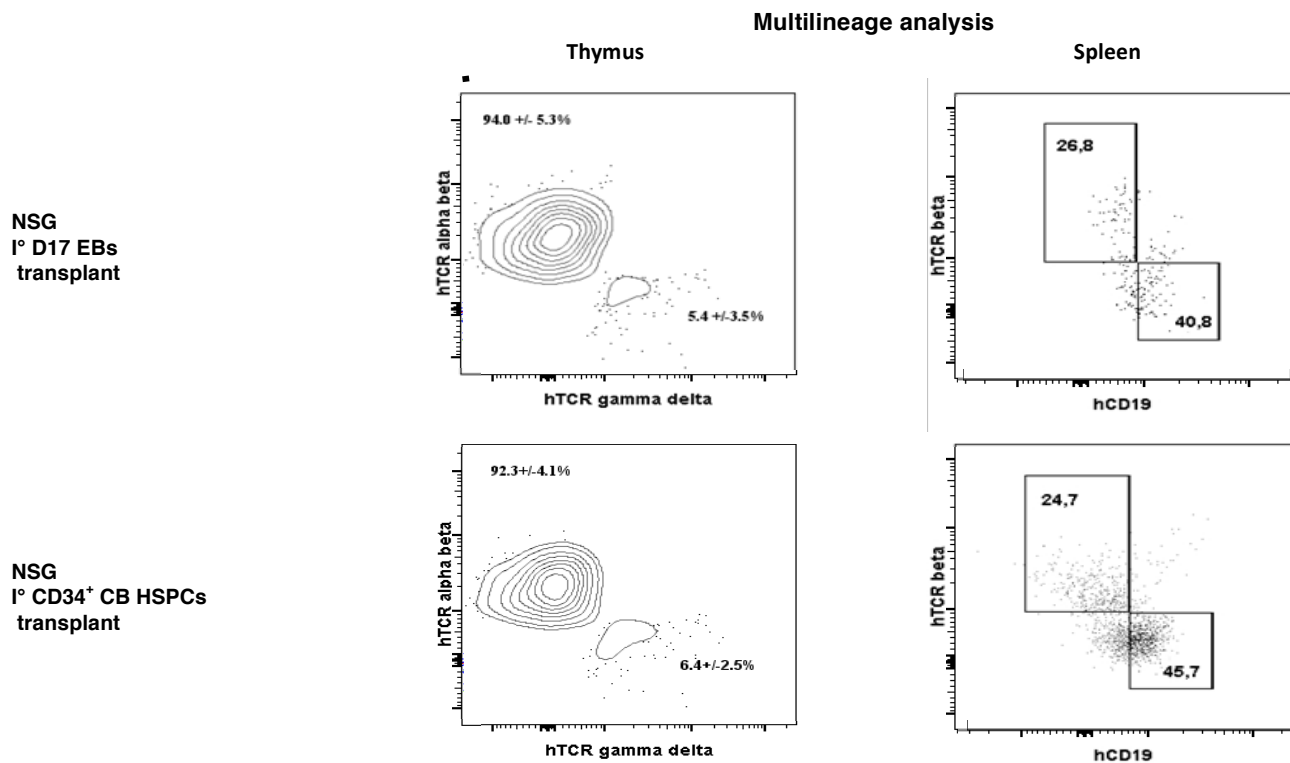 Multilineage analysis
Thymus
Spleen
NSG
I° D17 EBs
transplant
94.0 +/- 5.3%
5.4 +/-3.5%
hTCR alpha beta
hTCR gamma delta
26,8
40,8
hTCR beta
hCD19
NSG
I° CD34⁺ CB HSPCs
transplant
92.3+/-4.1%
6.4+/-2.5%
hTCR alpha beta
hTCR gamma delta
24,7
45,7
hTCR beta
hCD19